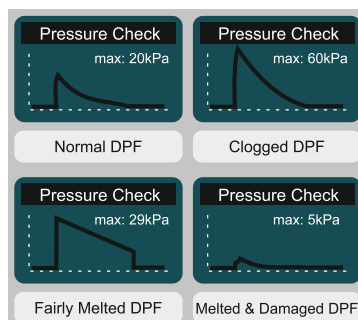 Pressure Check
max: 20kPa
Normal DPF
Pressure Check
max: 60kPa
Clogged DPF
Pressure Check
max: 29kPa
Fairly Melted DPF
Pressure Check
max: 5kPa
Melted & Damaged DPF